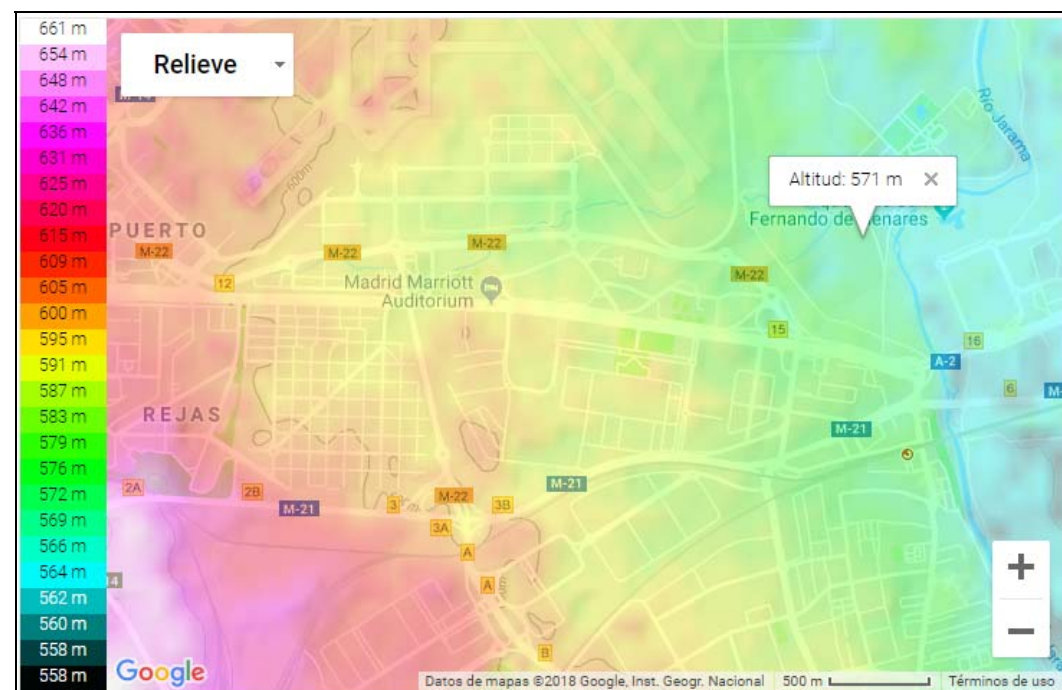 661 m
654 m
648 m
642 m
636 m
631 m
625 m
620 m
615 m
609 m
605 m
600 m
595 m
591 m
587 m
583 m
579 m
576 m
572 m
569 m
566 m
564 m
562 m
560 m
558 m
558 m
Relieve
M-14
600m
Río Jarama
Altitud: 571 m ×
Fernando de Henares
PUERTO
M-22
M-22
M-22
M-22
12
Madrid Marriott
Auditorium
15
16
A-2
6
M-
REJAS
M-21
2A
2B
M-21
3
M-22
3B
M-21
3A
A
A
14
B
+
−
Google
Datos de mapas ©2018 Google, Inst. Geogr. Nacional
500 m
Términos de uso